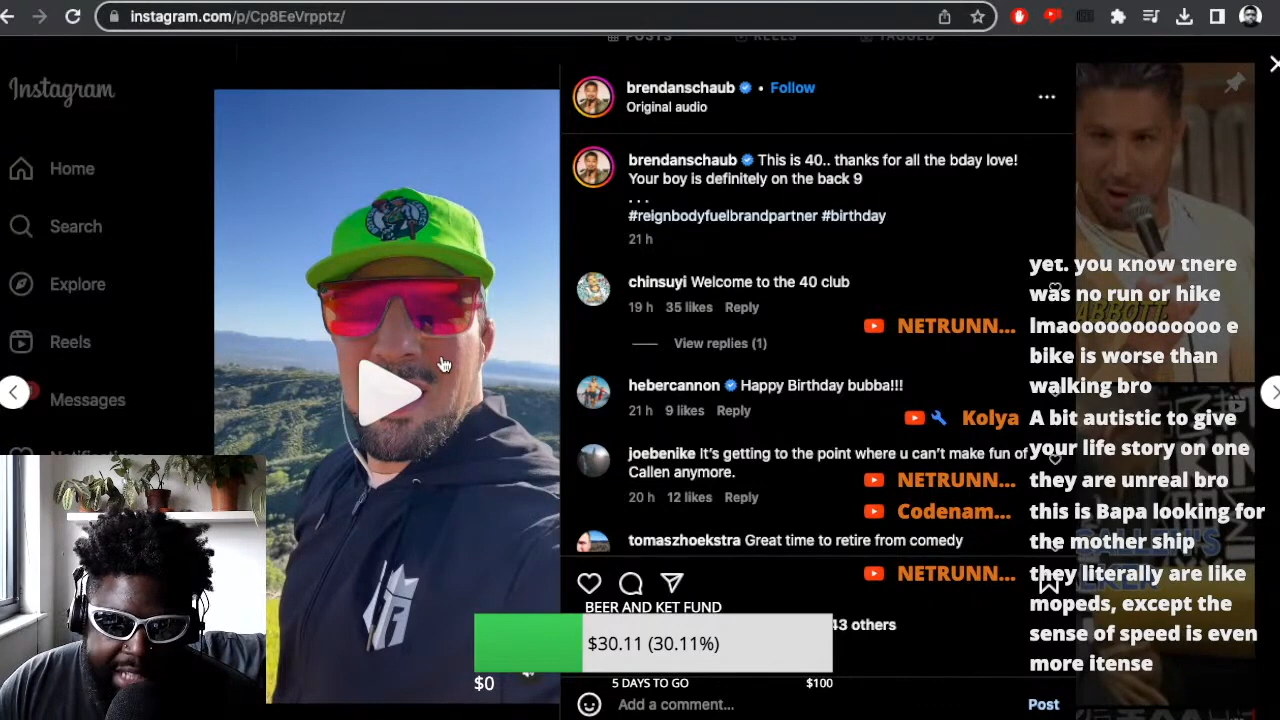 instagram.com/p/Cp8EeVrpptz/
POSTS
REELS
TAGGED
Instagram
Home
Search
Explore
Reels
Messages
brendanschaub • Follow
Original audio
brendanschaub This is 40.. thanks for all the bday love!
Your boy is definitely on the back 9
. . .
#reignbodyfuelbrandpartner #birthday
21 h
chinsuyi Welcome to the 40 club
19 h 35 likes Reply
View replies (1)
hebercannon Happy Birthday bubba!!!
21 h 9 likes Reply
joebenike It's getting to the point where u can't make fun of
Callen anymore.
20 h 12 likes Reply
tomaszhoekstra Great time to retire from comedy
43 others
Add a comment...
Post
BEER AND KET FUND
$30.11 (30.11%)
$0
5 DAYS TO GO
$100
yet. you know there
was no run or hike
NETRUNN... lmaoooooooooooo e
bike is worse than
walking bro
Kolya A bit autistic to give
your life story on one
NETRUNN... they are unreal bro
Codenam... this is Bapa looking for
the mother ship
NETRUNN... they literally are like
mopeds, except the
sense of speed is even
more itense
ABBOTT